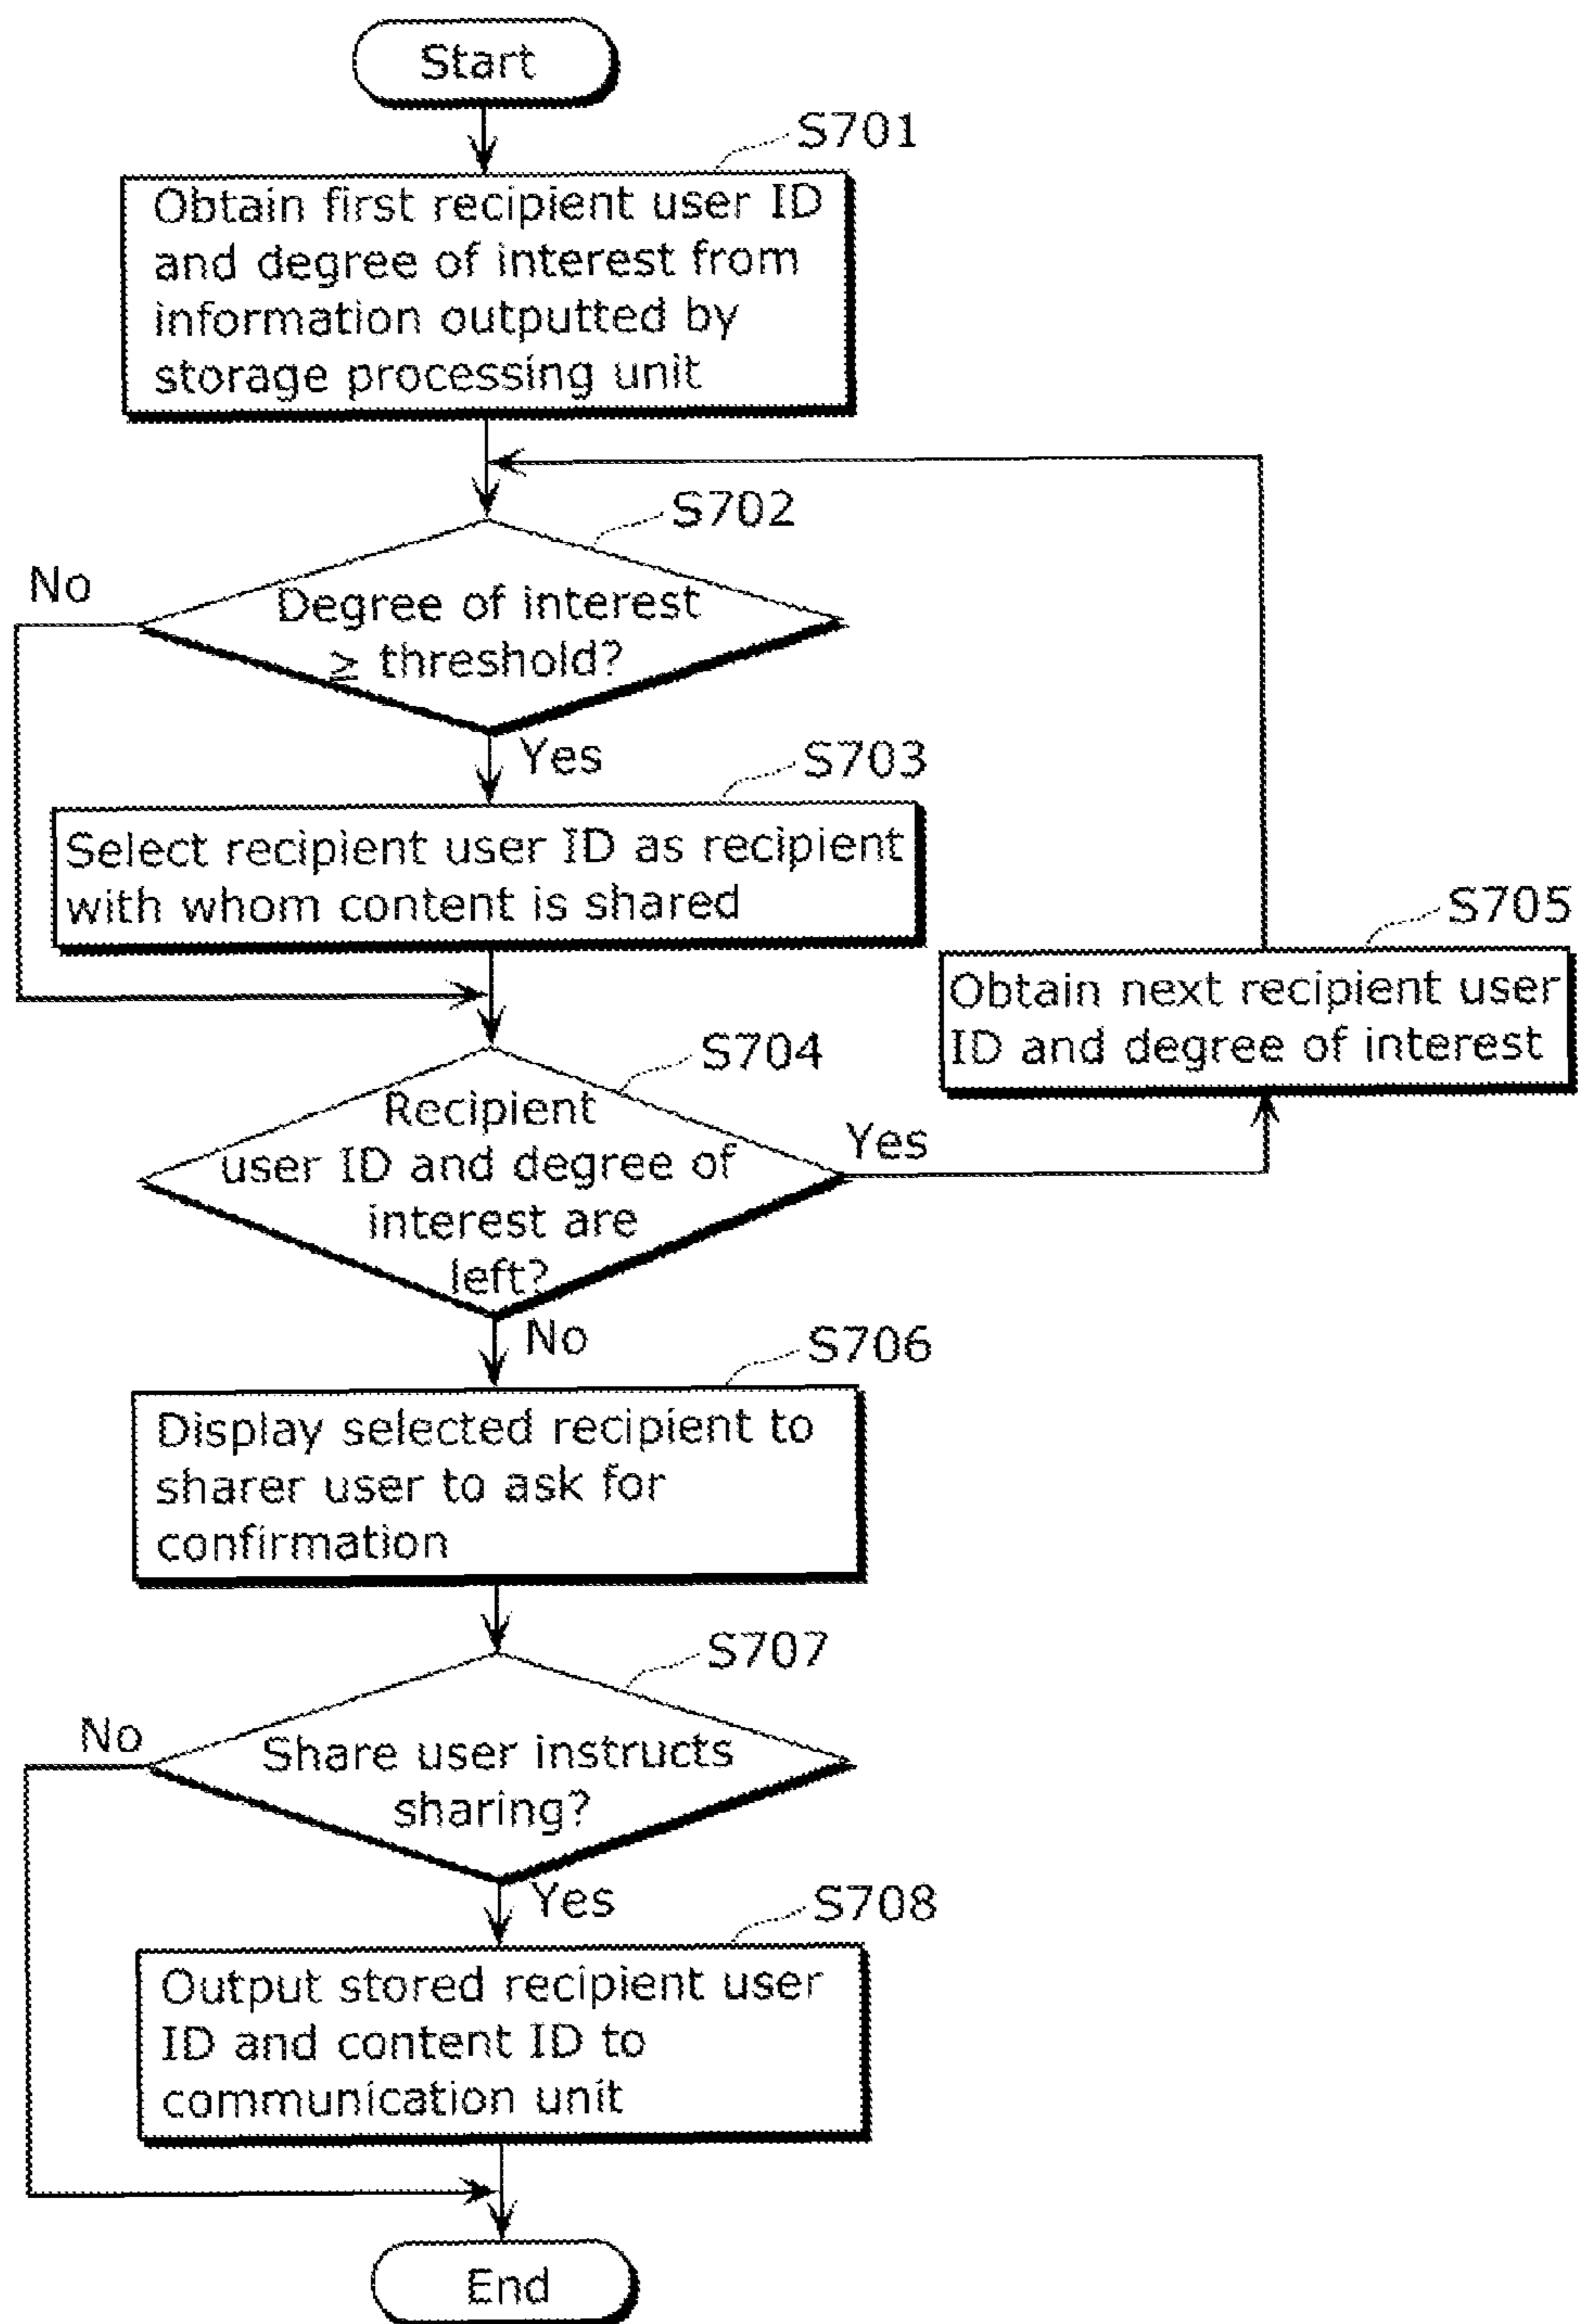 Start
S701
Obtain first recipient user ID
and degree of interest from
information outputted by
storage processing unit
S702
No
Degree of interest
≥ threshold?
Yes
S703
Select recipient user ID as recipient
with whom content is shared
S705
Obtain next recipient user
ID and degree of interest
S704
Recipient
user ID and degree of
interest are
left?
Yes
No
S706
Display selected recipient to
sharer user to ask for
confirmation
S707
No
Share user instructs
sharing?
Yes
S708
Output stored recipient user
ID and content ID to
communication unit
End